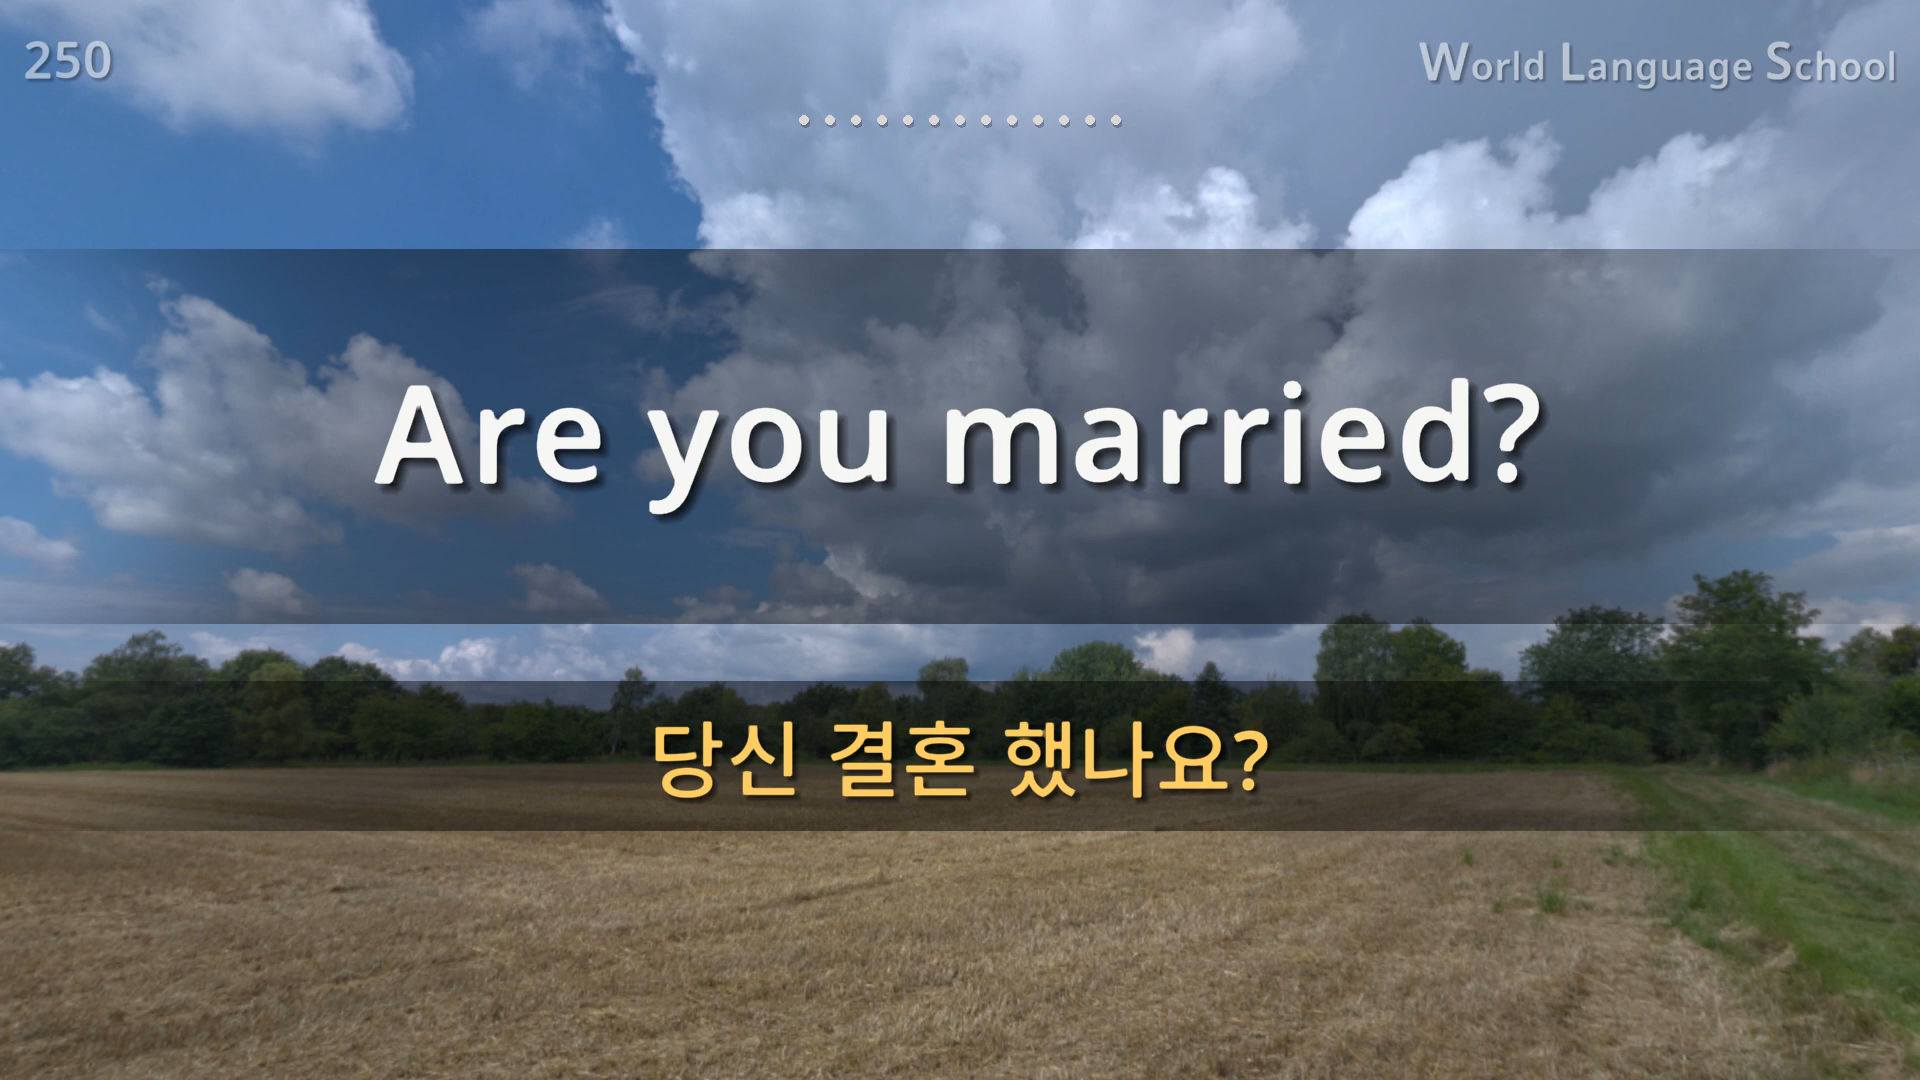 250
World Language School
Are you married?
당신 결혼 했나요?